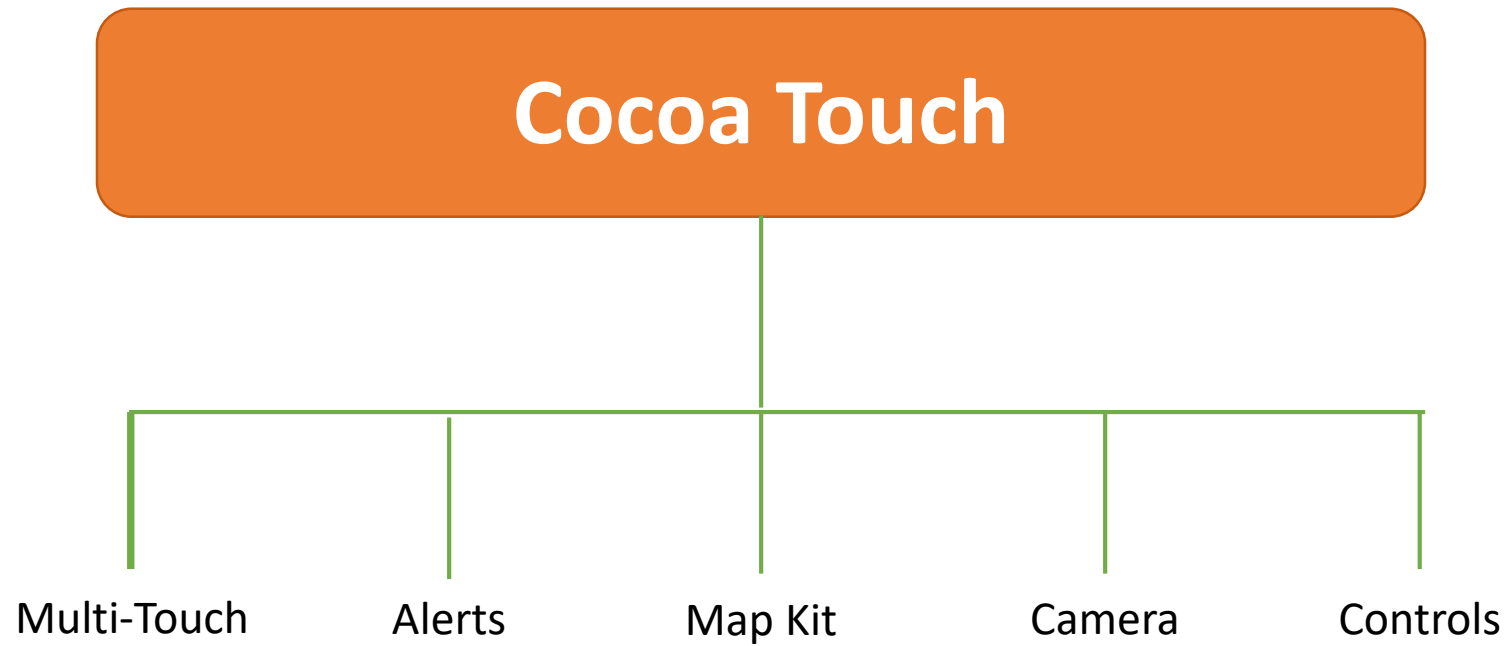 Cocoa Touch
Multi-Touch
Alerts
Map Kit
Camera
Controls